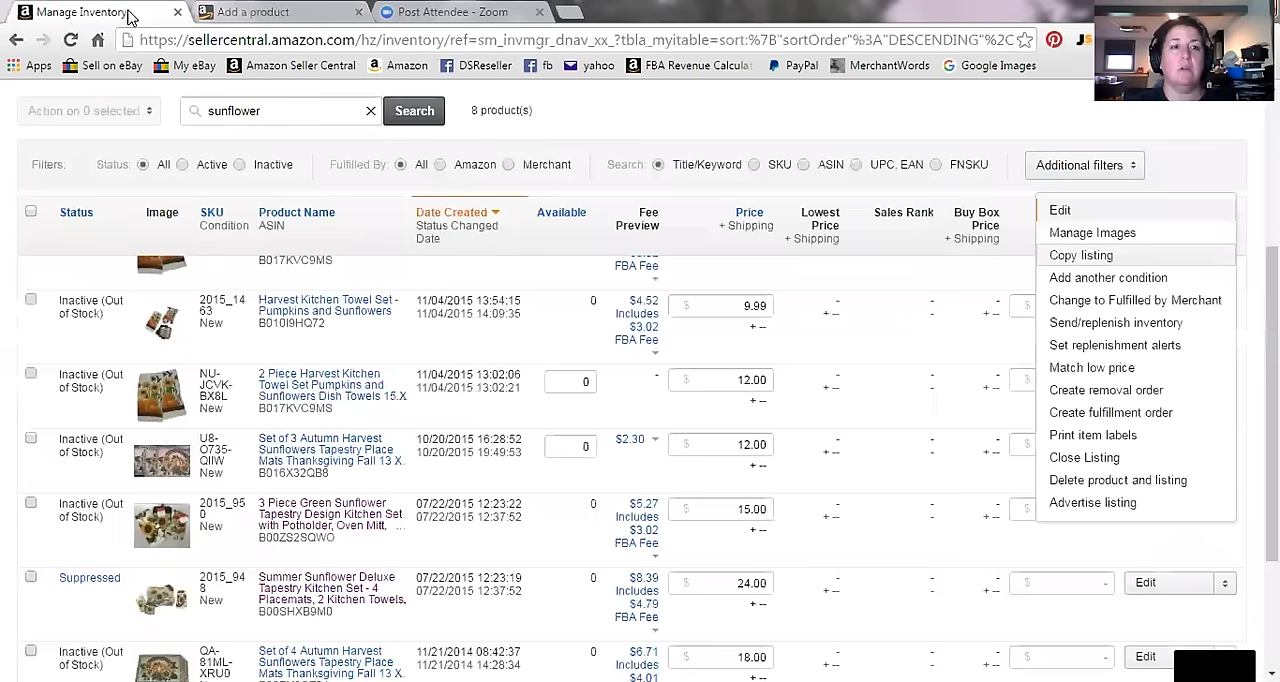 Manage Inventory
Add a product
Post Attendee - Zoom
https://sellercentral.amazon
/hz/inventory/re
invmgr_dnav_xx_?tbla_myitable=sort:%7B"sortOrder"%3A"DESCENDING"%2C
Apps Sell on eBay My eBay Amazon Seller Cent Amazon fb yahoo FBA Revenue Calculat PayPal MerchantWords Google Images
Action on 0 selected sunflower Search 8 product(s)
Filters: Status: All Active Inactive Fulfilled By: All Amazon Merchant Search: Title/Keyword SKU ASIN UPC, EAN FNSKU Additional filters
Status Image SKU Condition Product Name ASIN Date Created Status Changed Date Available Fee Preview Price + Shipping Lowest Price + Shipping Sales Rank Buy Box Price + Shipping
B017KVC9MS
FBA Fee
Inactive (Out of Stock) 2015_1463 New Harvest Kitchen Towel Set - Pumpkins and Sunflowers B010I9HQ72 11/04/2015 13:54:15 11/04/2015 14:09:35 0 $4.52 Includes $3.02 FBA Fee $ 9.99 + -- - + -- - - + -- $
Inactive (Out of Stock) NU-JCVK-BX8L New 2 Piece Harvest Kitchen Towel Set Pumpkins and Sunflowers Dish Towels 15.X B017KVC9MS 11/04/2015 13:02:06 11/04/2015 13:02:21 0 - $ 12.00 + -- - + -- - - + -- $
Inactive (Out of Stock) U8-O735-QIIW New Set of 3 Autumn Harvest Sunflowers Tapestry Place Mats Thanksgiving Fall 13 X. B016X32QB8 10/20/2015 16:28:52 10/20/2015 19:49:53 0 $2.30 $ 12.00 + -- - + -- - - + -- $
Inactive (Out of Stock) 2015_950 New 3 Piece Green Sunflower Tapestry Design Kitchen Set with Potholder, Oven Mitt, ... B00ZS2SQWO 07/22/2015 12:23:22 07/22/2015 12:37:52 0 $5.27 Includes $3.02 FBA Fee $ 15.00 + -- - + -- - - + -- $
Suppressed 2015_948 New Summer Sunflower Deluxe Tapestry Kitchen Set - 4 Placemats, 2 Kitchen Towels, B00SHXB9M0 07/22/2015 12:23:19 07/22/2015 12:37:52 0 $8.39 Includes $4.79 FBA Fee $ 24.00 + -- - + -- - - + -- $ - Edit
Inactive (Out of Stock) QA-81ML-XRU0 Set of 4 Autumn Harvest Sunflowers Tapestry Place Mats Thanksgiving Fall 13 X 11/21/2014 08:42:37 11/21/2014 14:28:34 0 $6.71 Includes $4.01 $ 18.00 + -- - + -- - - + -- $ - Edit
Edit
Manage Images
Copy listing
Add another condition
Change to Fulfilled by Merchant
Send/replenish inventory
Set replenishment alerts
Match low price
Create removal order
Create fulfillment order
Print item labels
Close Listing
Delete product and listing
Advertise listing